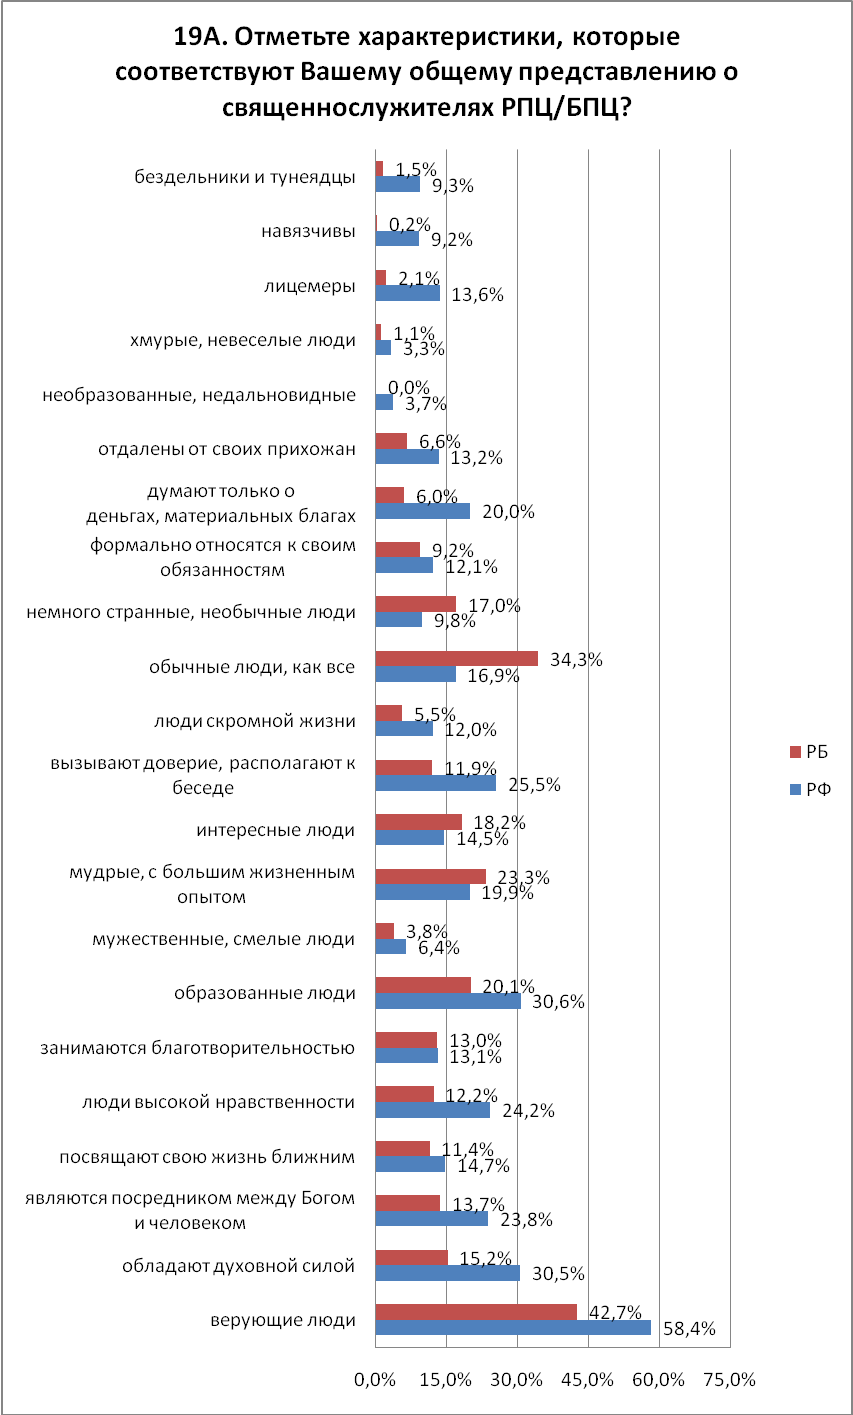 19А. Отметьте характеристики, которые
соответствуют Вашему общему представлению о
священнослужителях РПЦ/БПЦ?
бездельники и тунеядцы
1,5%
9,3%
навязчивы
0,2%
9,2%
лицемеры
2,1%
13,6%
хмурые, невеселые люди
1,1%
3,3%
необразованные, недальновидные
0,0%
3,7%
отдалены от своих прихожан
6,6%
13,2%
думают только о
деньгах, материальных благах
6,0%
20,0%
формально относятся к своим
обязанностям
9,2%
12,1%
немного странные, необычные люди
17,0%
9,8%
обычные люди, как все
34,3%
16,9%
люди скромной жизни
5,5%
12,0%
вызывают доверие, располагают к
беседе
11,9%
25,5%
интересные люди
18,2%
14,5%
мудрые, с большим жизненным
опытом
23,3%
19,9%
мужественные, смелые люди
3,8%
6,4%
образованные люди
20,1%
30,6%
занимаются благотворительностью
13,0%
13,1%
люди высокой нравственности
12,2%
24,2%
посвящают свою жизнь ближним
11,4%
14,7%
являются посредником между Богом
и человеком
13,7%
23,8%
обладают духовной силой
15,2%
30,5%
верующие люди
42,7%
58,4%
0,0% 15,0% 30,0% 45,0% 60,0% 75,0%
РБ
РФ